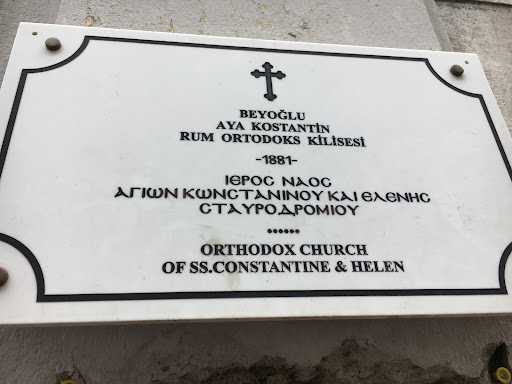 BEYOĞLU
AYA KOSTANTİN
RUM ORTODOKS KİLİSESİ
-1881-
ΙΕΡΟΣ ΝΑΟΣ
ΑΓΙΩΝ ΚΩΝΣΤΑΝΙΝΟΥ ΚΑΙ ΕΛΕΝΗΣ
ΣΤΑΥΡΟΔΡΟΜΙΟΥ
••••••
ORTHODOX CHURCH
OF SS.CONSTANTINE & HELEN